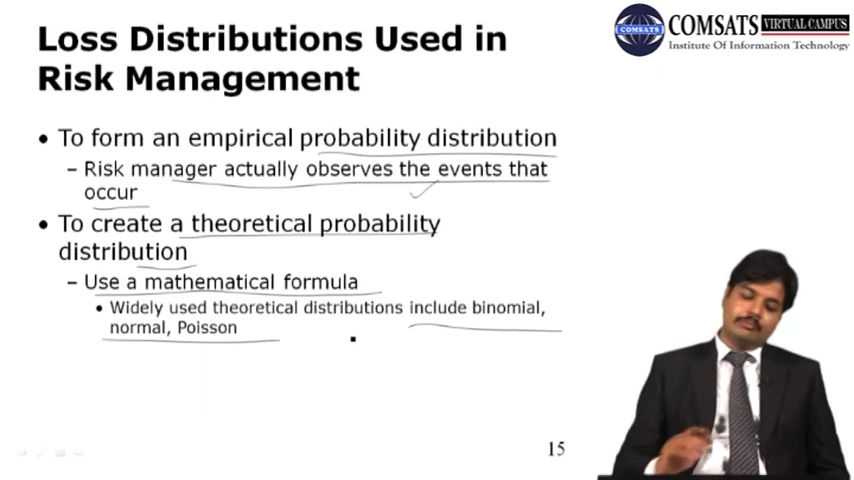 Loss Distributions Used in
Risk Management
COMSATS
COMSATS VIRTUAL CAMPUS
Institute Of Information Technology
• To form an empirical probability distribution
– Risk manager actually observes the events that
occur
• To create a theoretical probability
distribution
– Use a mathematical formula
• Widely used theoretical distributions include binomial,
normal, Poisson
15